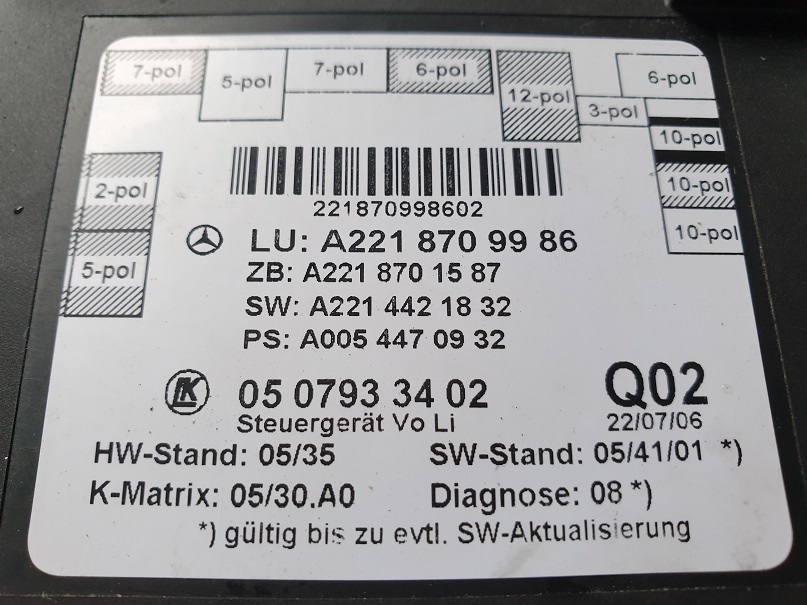 7-pol
5-pol
7-pol
6-pol
12-pol
3-pol
6-pol
10-pol
10-pol
10-pol
2-pol
5-pol
221870998602
LU: A221 870 99 86
ZB: A221 870 15 87
SW: A221 442 18 32
PS: A005 447 09 32
LK 05 0793 34 02 Q02
Steuergerät Vo Li 22/07/06
HW-Stand: 05/35 SW-Stand: 05/41/01 *)
K-Matrix: 05/30.A0 Diagnose: 08 *)
*) gültig bis zu evtl. SW-Aktualisierung